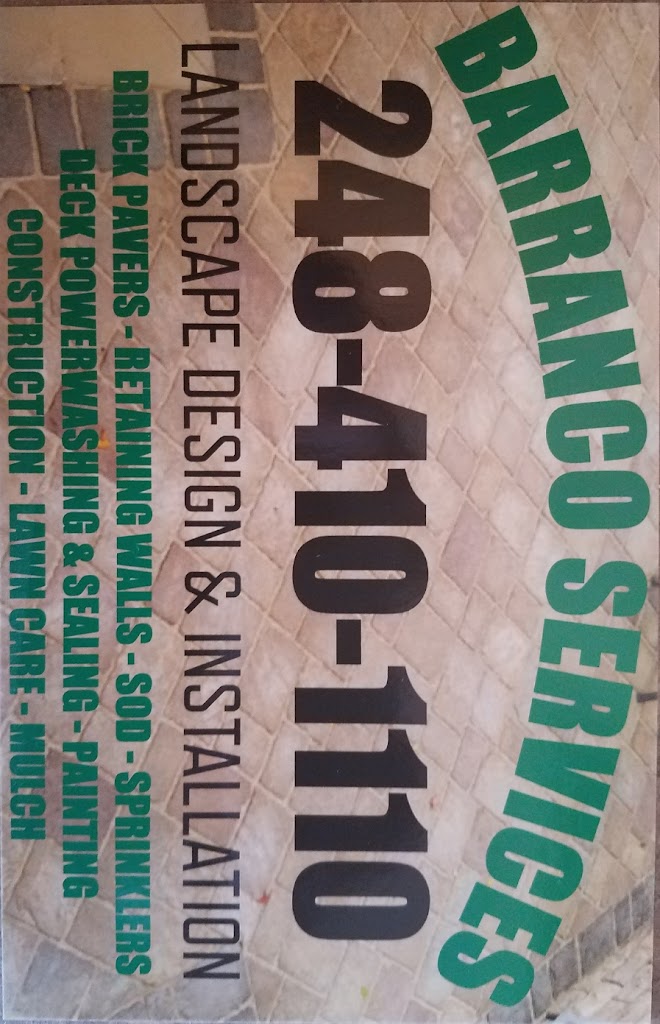 BARRANCO SERVICES
248-410-1110
LANDSCAPE DESIGN & INSTALLATION
BRICK PAVERS - RETAINING WALLS - SOD - SPRINKLERS
DECK POWERWASHING & SEALING - PAINTING
CONSTRUCTION - LAWN CARE - MULCH